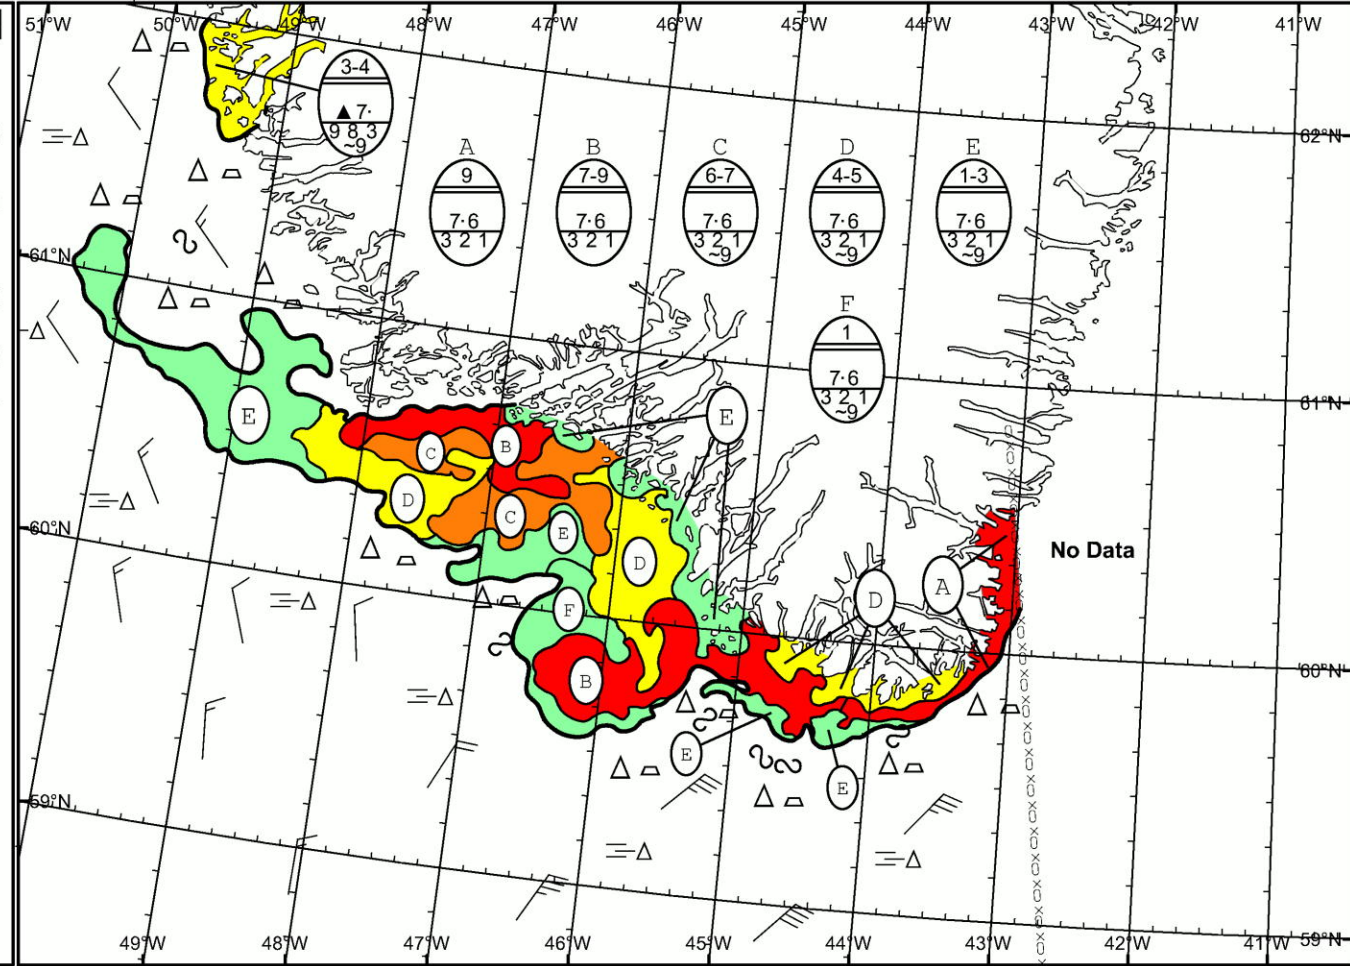 51°W 50°W 49°W 48°W 47°W 46°W 45°W 44°W 43°W 42°W 41°W
3-4
▲ 7·
9 8 3
~9
62°N
A B C D E
9 7-9 6-7 4-5 1-3
7·6 7·6 7·6 7·6 7·6
3 2 1 3 2 1 3 2 1 3 2 1 3 2 1
~9 ~9 ~9
61°N
F
1
7·6
3 2 1
~9
61°N
E E
B
C
D
C
E
60°N
No Data
D
D A
F
60°N
B
E
E
59°N
59°N
49°W 48°W 47°W 46°W 45°W 44°W 43°W 42°W 41°W